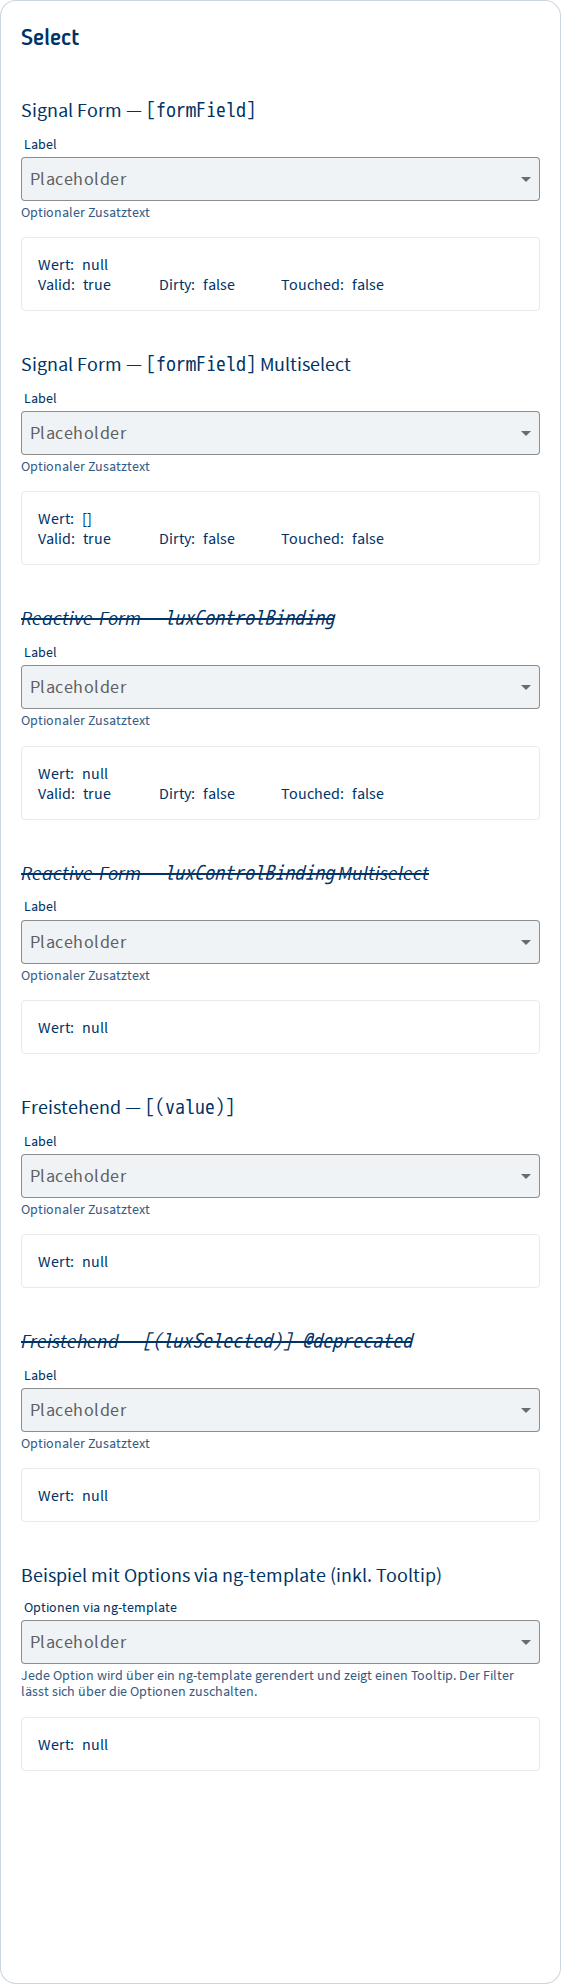 Select
Signal Form — [formField]
Label
Placeholder
Optionaler Zusatztext
Wert: null
Valid: true Dirty: false Touched: false
Signal Form — [formField] Multiselect
Label
Placeholder
Optionaler Zusatztext
Wert: []
Valid: true Dirty: false Touched: false
Reactive Form — luxControlBinding
Label
Placeholder
Optionaler Zusatztext
Wert: null
Valid: true Dirty: false Touched: false
Reactive Form — luxControlBinding Multiselect
Label
Placeholder
Optionaler Zusatztext
Wert: null
Freistehend — [(value)]
Label
Placeholder
Optionaler Zusatztext
Wert: null
Freistehend — [(luxSelected)] @deprecated
Label
Placeholder
Optionaler Zusatztext
Wert: null
Beispiel mit Options via ng-template (inkl. Tooltip)
Optionen via ng-template
Placeholder
Jede Option wird über ein ng-template gerendert und zeigt einen Tooltip. Der Filter
lässt sich über die Optionen zuschalten.
Wert: null